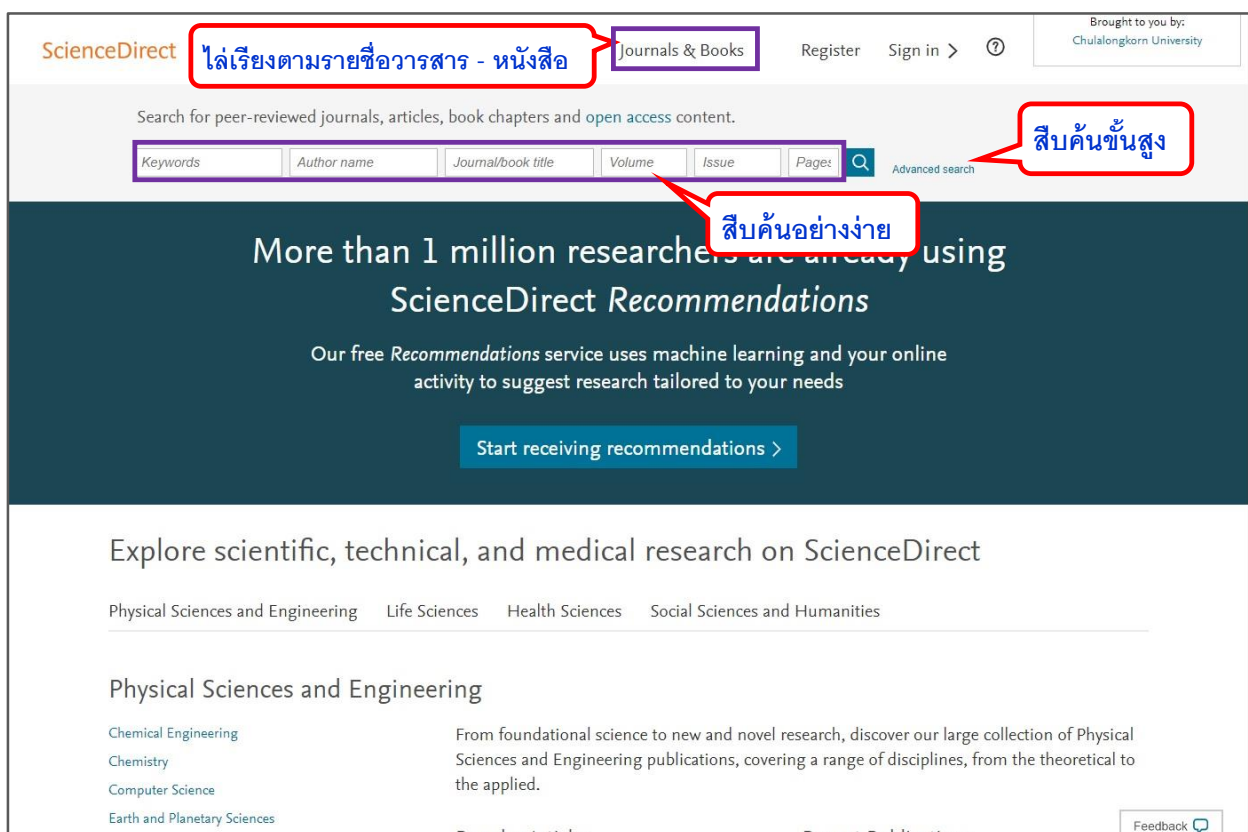 Brought to you by:
Chulalongkorn University
ScienceDirect
ไล่เรียงตามรายชื่อวารสาร - หนังสือ
Journals & Books
Register
Sign in >
?
Search for peer-reviewed journals, articles, book chapters and open access content.
สืบค้นขั้นสูง
Keywords
Author name
Journal/book title
Volume
Issue
Advanced search
สืบค้นอย่างง่าย
More than 1 million researchers are already using
ScienceDirect Recommendations
Our free Recommendations service uses machine learning and your online
activity to suggest research tailored to your needs
Start receiving recommendations >
Explore scientific, technical, and medical research on ScienceDirect
Physical Sciences and Engineering
Life Sciences
Health Sciences
Social Sciences and Humanities
Physical Sciences and Engineering
Chemical Engineering
Chemistry
Computer Science
Earth and Planetary Sciences
From foundational science to new and novel research, discover our large collection of Physical
Sciences and Engineering publications, covering a range of disciplines, from the theoretical to
the applied.
Feedback